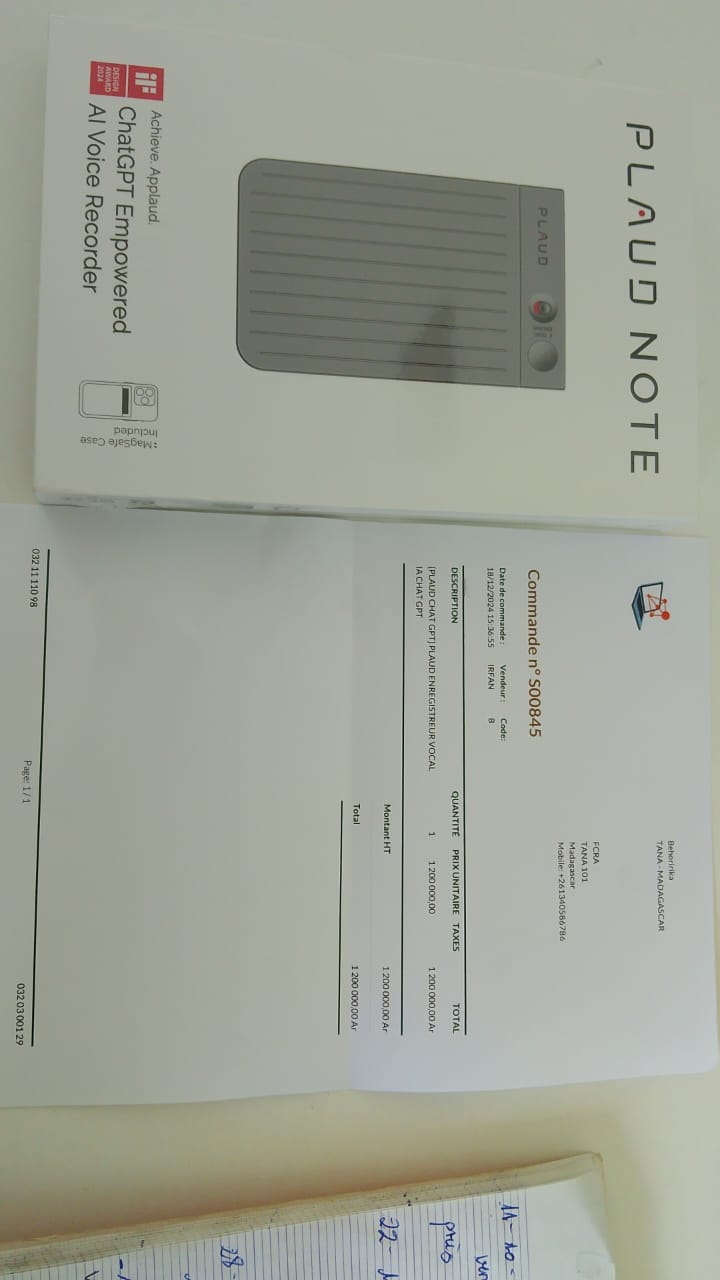 PLAUD NOTE
PLAUD
iF
DESIGN
AWARD
2024
Achieve. Applaud.
ChatGPT Empowered
AI Voice Recorder
MagSafe Case
Included
Behoririka
TANA - MADAGASCAR
FCRA
TANA 101
Madagascar
Mobile: +261340586786
Commande n° S00845
Date de commande : Vendeur : Code:
18/12/2024 15:36:55 IRFAN B
DESCRIPTION QUANTITÉ PRIX UNITAIRE TAXES TOTAL
[PLAUD CHAT GPT] PLAUD ENREGISTREUR VOCAL 1 1 200 000,00 1 200 000,00 Ar
IA CHAT GPT
Montant HT 1 200 000,00 Ar
Total 1 200 000,00 Ar
032 11 110 98 032 03 001 29
Page: 1 / 1
11-10-
près
22-
28-